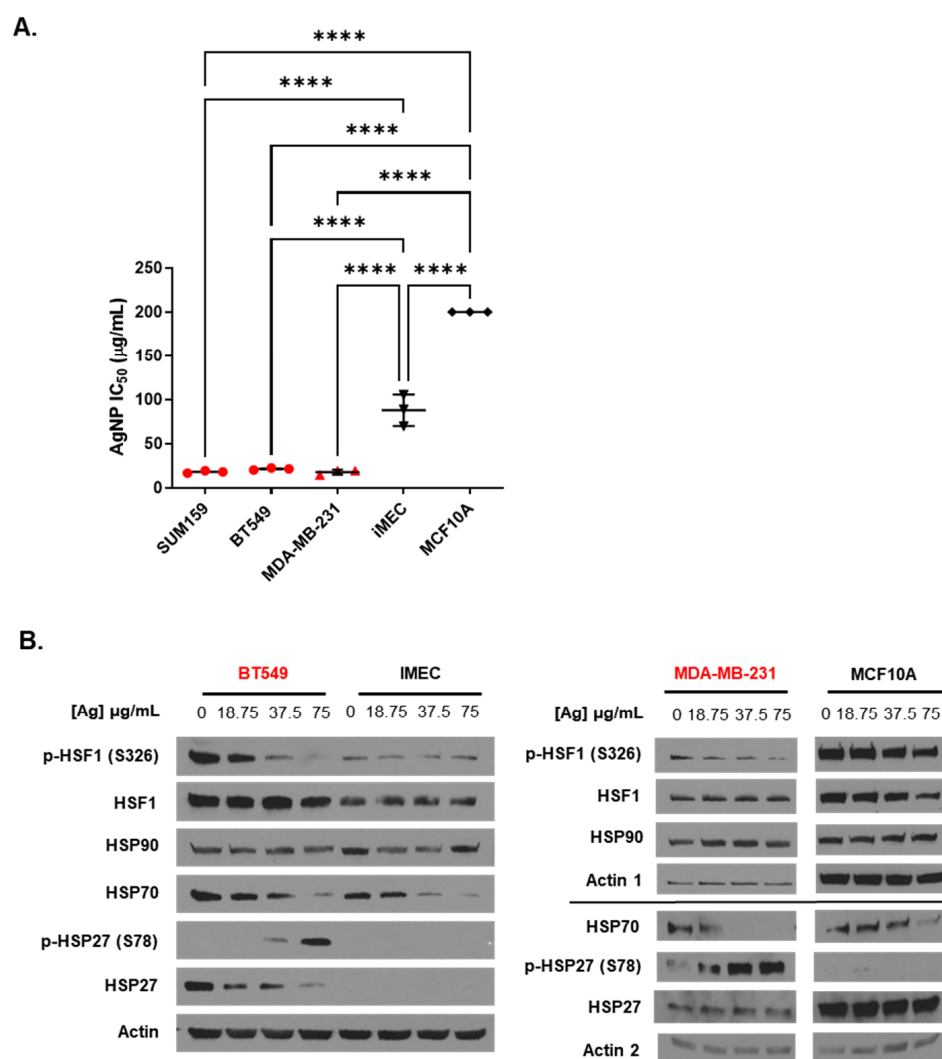 A.
****
****
****
****
****
**** ****
AgNP IC50 (µg/mL)
250
200
150
100
50
0
SUM159
BT549
MDA-MB-231
iMEC
MCF10A
B.
BT549 IMEC
[Ag] µg/mL 0 18.75 37.5 75 0 18.75 37.5 75
p-HSF1 (S326)
HSF1
HSP90
HSP70
p-HSP27 (S78)
HSP27
Actin
MDA-MB-231 MCF10A
[Ag] µg/mL 0 18.75 37.5 75 0 18.75 37.5 75
p-HSF1 (S326)
HSF1
HSP90
Actin 1
HSP70
p-HSP27 (S78)
HSP27
Actin 2